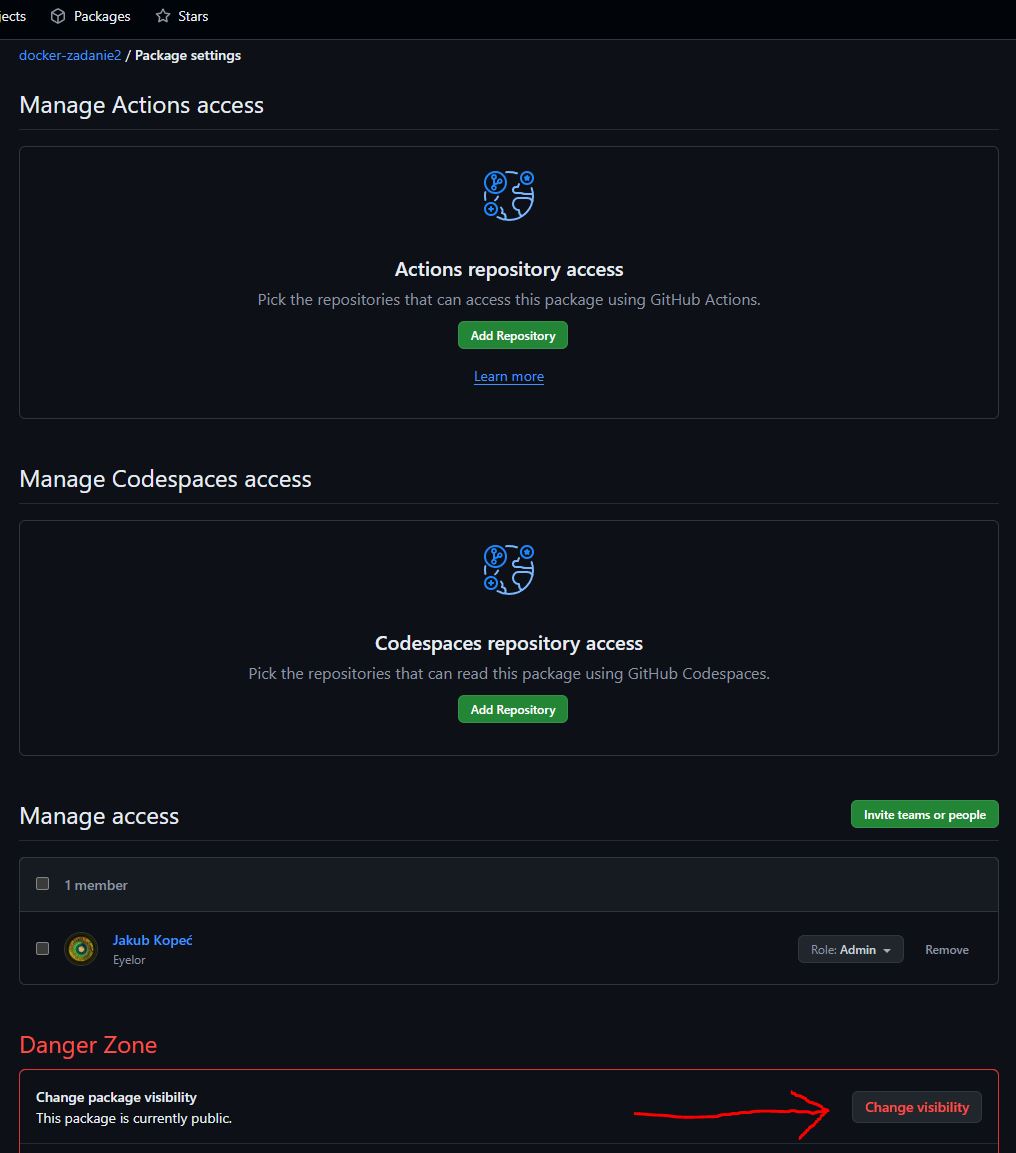 jects Packages Stars
docker-zadanie2 / Package settings
Manage Actions access
Actions repository access
Pick the repositories that can access this package using GitHub Actions.
Add Repository
Learn more
Manage Codespaces access
Codespaces repository access
Pick the repositories that can read this package using GitHub Codespaces.
Add Repository
Manage access
Invite teams or people
1 member
Jakub Kopeć
Eyelor
Role: Admin
Remove
Danger Zone
Change package visibility
This package is currently public.
Change visibility